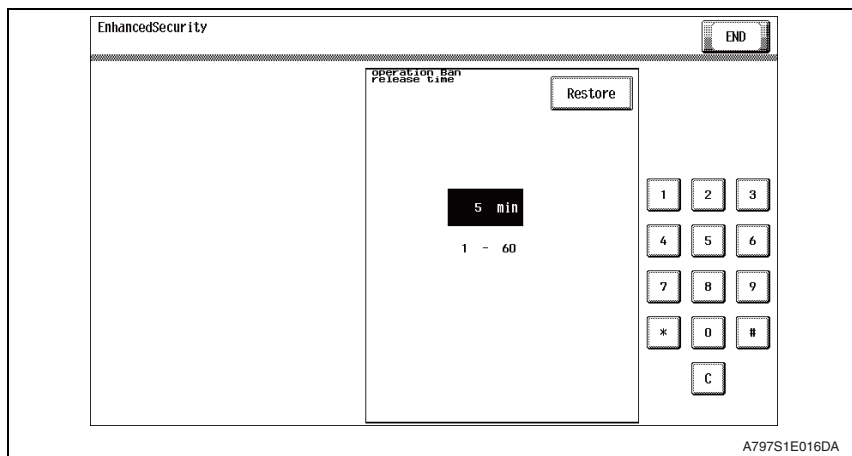 EnhancedSecurity
END
operation Ban
release time
Restore
5 min
1 - 60
1 2 3
4 5 6
7 8 9
* 0 #
C
A797S1E016DA